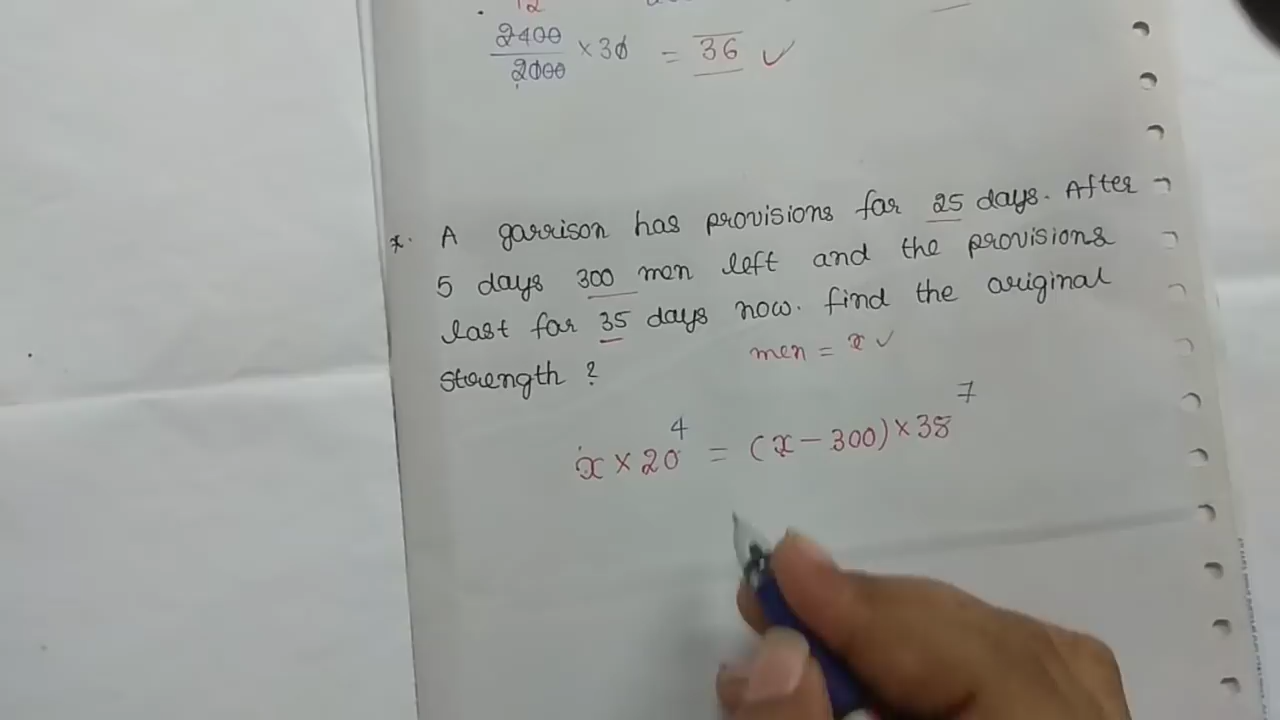 12
2400
2000
× 30 = 36 ✓
*. A garrison has provisions for 25 days. After
5 days 300 men left and the provisions
last for 35 days now. find the original
strength ?
men = x ✓
4
7
x × 20 = (x - 300) × 35